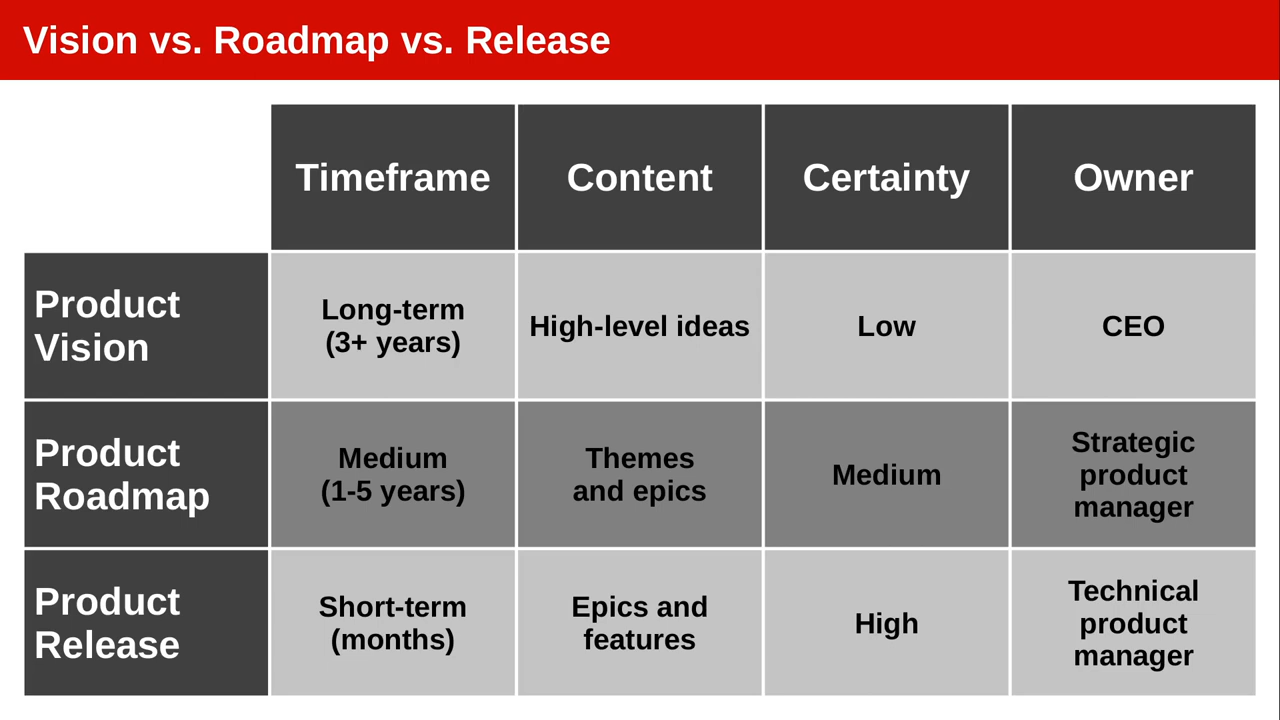 Vision vs. Roadmap vs. Release
Timeframe
Content
Certainty
Owner
Product
Vision
Long-term
(3+ years)
High-level ideas
Low
CEO
Product
Roadmap
Medium
(1-5 years)
Themes
and epics
Medium
Strategic
product
manager
Product
Release
Short-term
(months)
Epics and
features
High
Technical
product
manager